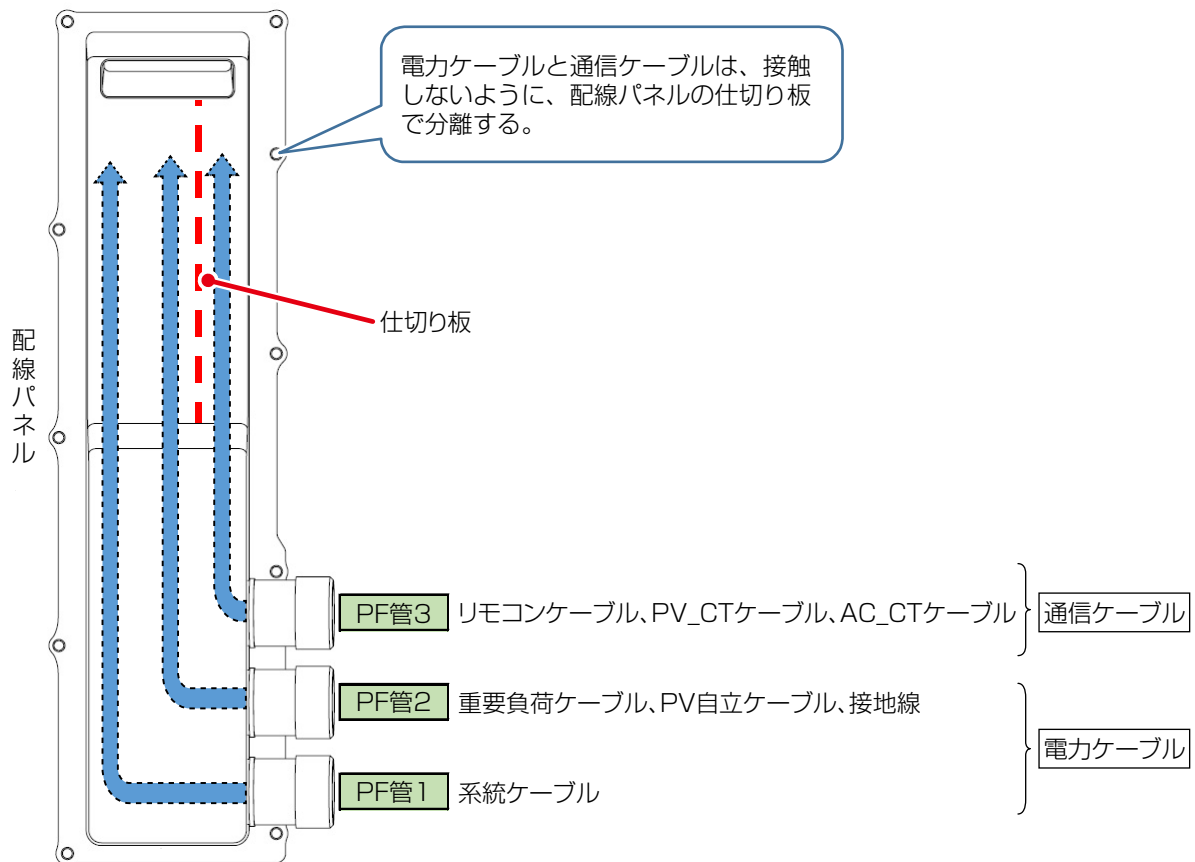 電力ケーブルと通信ケーブルは、接触
しないように、配線パネルの仕切り板
で分離する。
仕切り板
配線パネル
PF管3 リモコンケーブル、PV_CTケーブル、AC_CTケーブル 通信ケーブル
PF管2 重要負荷ケーブル、PV自立ケーブル、接地線
電力ケーブル
PF管1 系統ケーブル